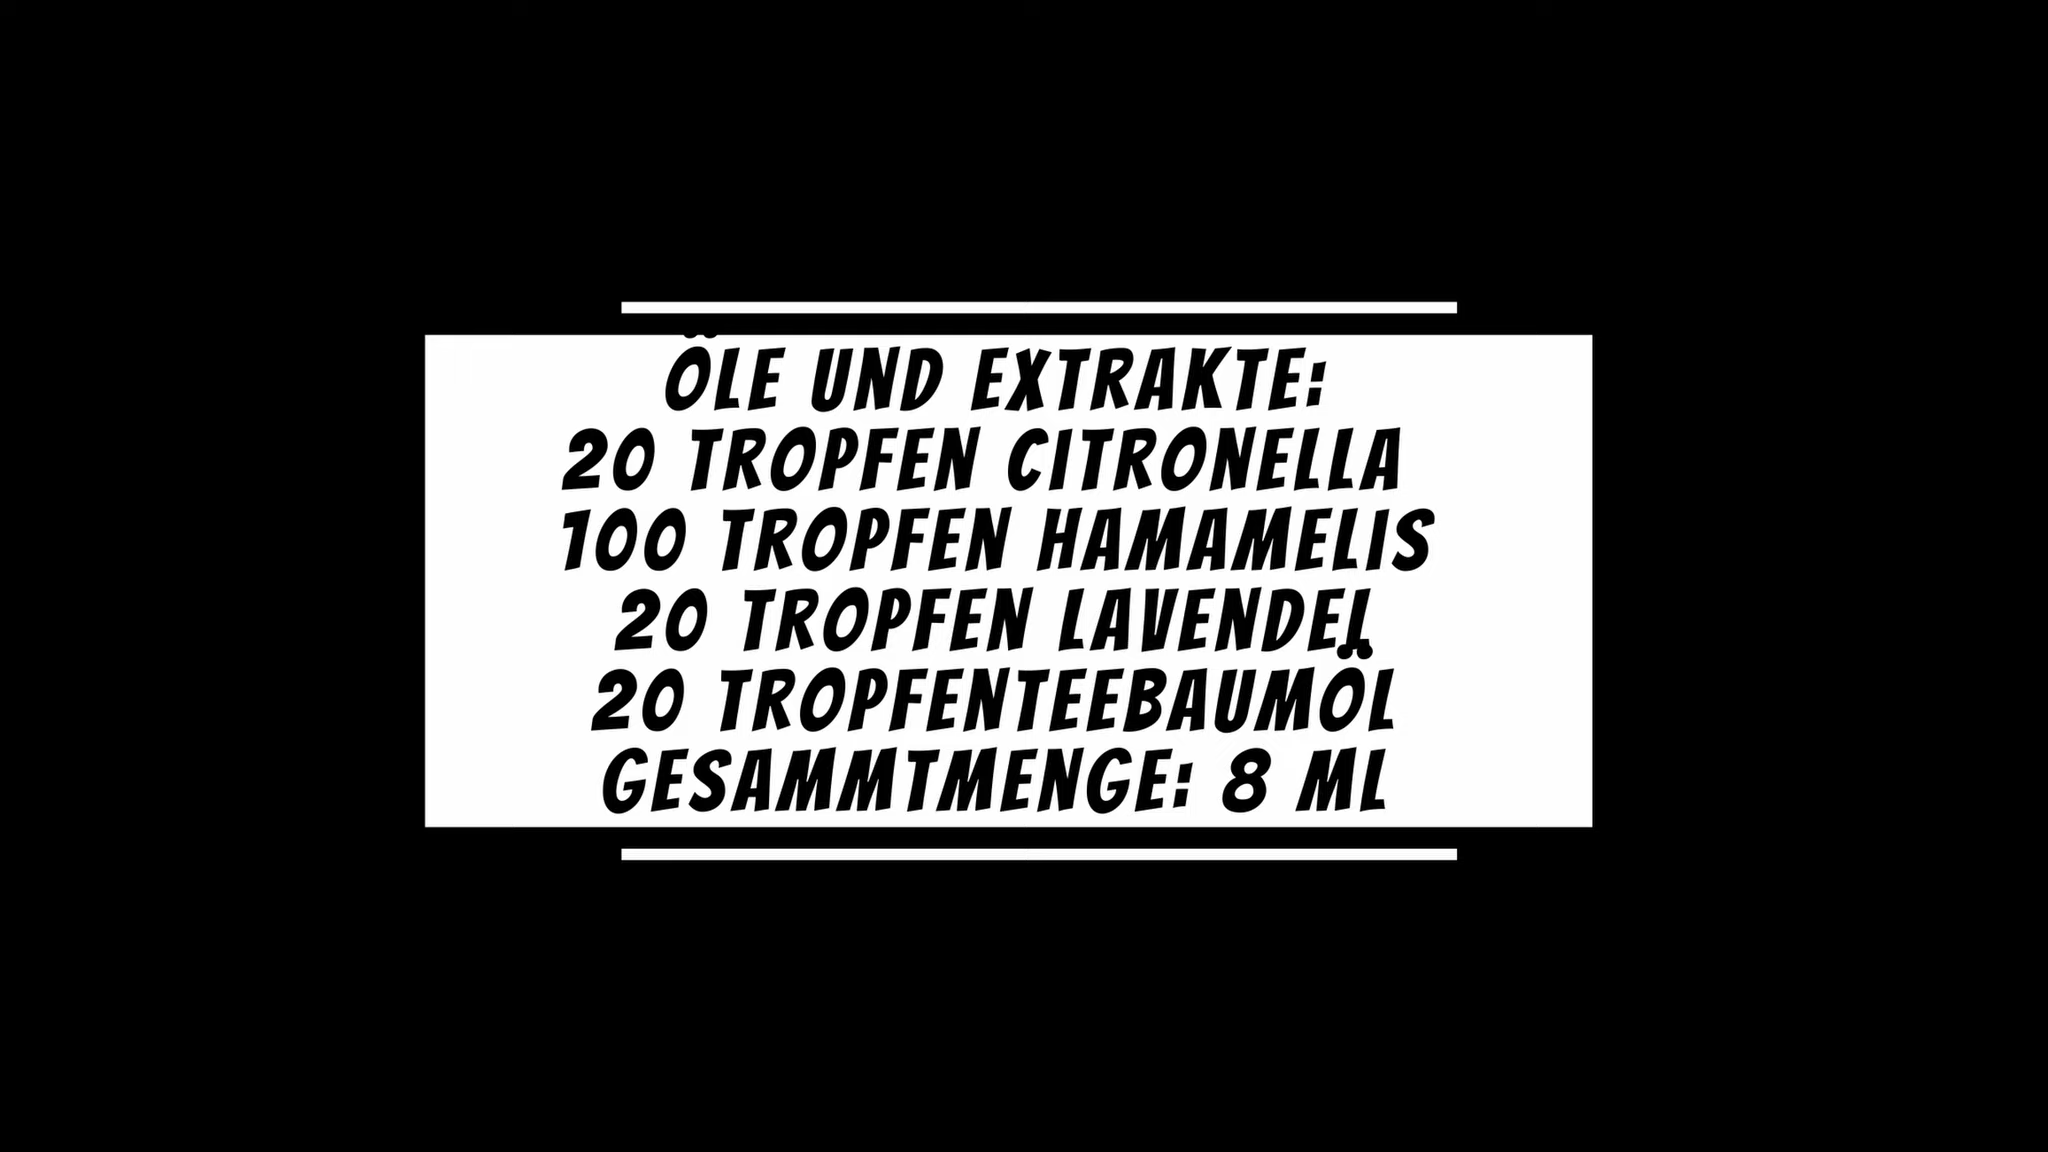 ÖLE UND EXTRAKTE:
20 TROPFEN CITRONELLA
100 TROPFEN HAMAMELIS
20 TROPFEN LAVENDEL
20 TROPFENTEEBAUMÖL
GESAMMTMENGE: 8 ML